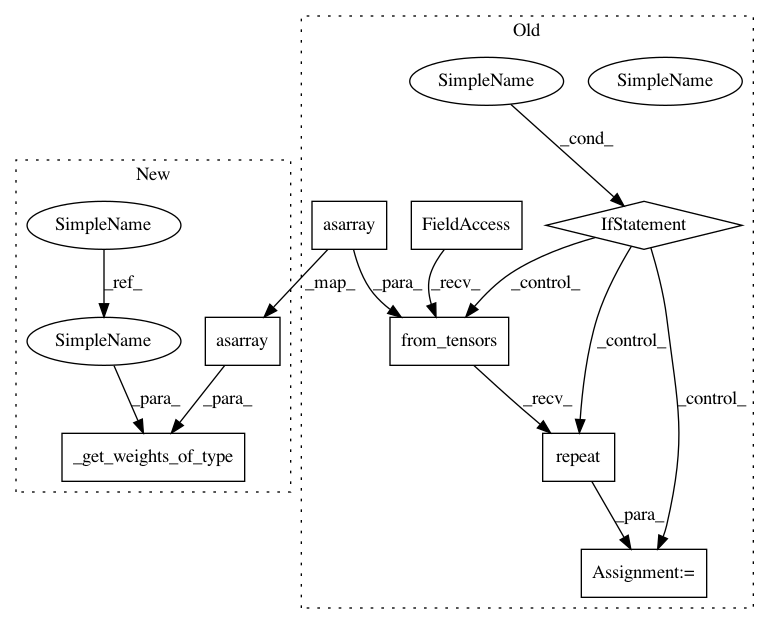 Old
SimpleName
SimpleName
_cond_
New
SimpleName
asarray
FieldAccess
IfStatement
_ref_
_map_
_para_
_recv_
_control_
SimpleName
asarray
from_tensors
_control_
_para_
_para_
_recv_
_control_
_get_weights_of_type
repeat
_para_
Assignment:=